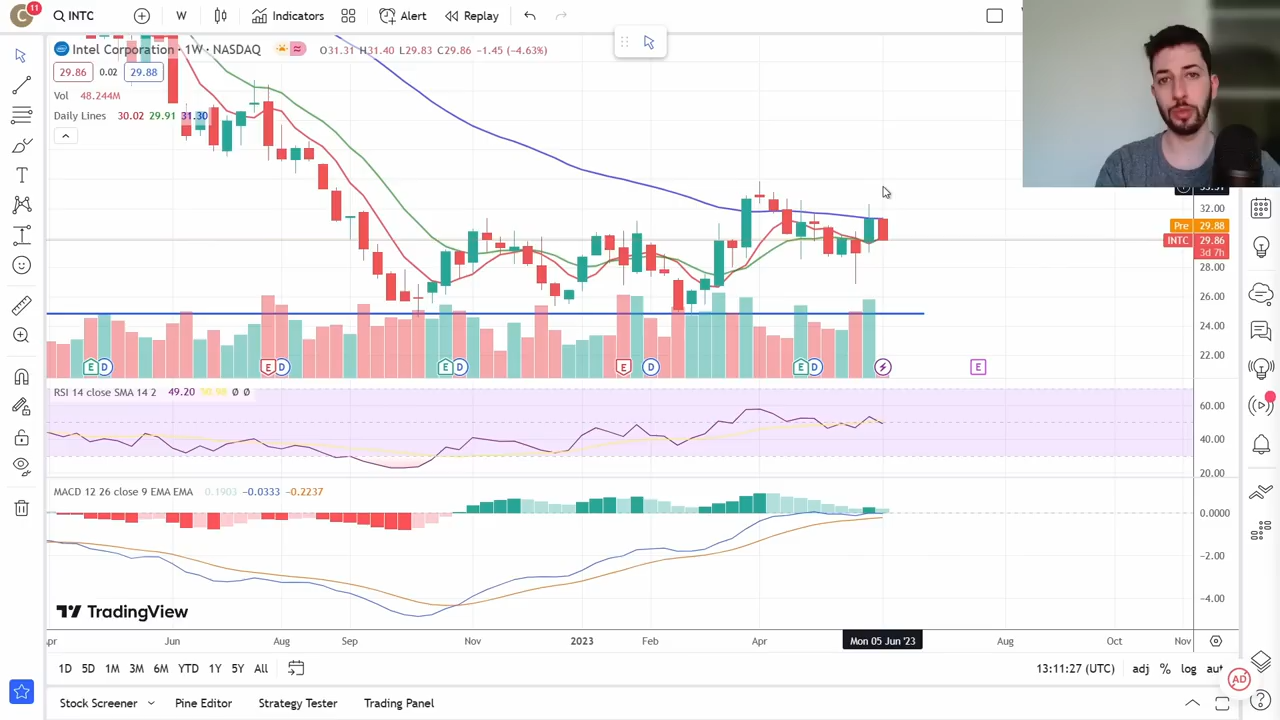 C 11 INTC W Indicators Alert Replay
Intel Corporation · 1W · NASDAQ O31.31 H31.40 L29.83 C29.86 −1.45 (−4.63%)
29.86 0.02 29.88
Vol 48.244M
Daily Lines 30.02 29.91 31.30
32.00
Pre 29.88
INTC 29.86
3d 7h
28.00
26.00
24.00
22.00
E D E D E D E D E D E
RSI 14 close SMA 14 2 49.20 50.98 Ø Ø
60.00
40.00
20.00
MACD 12 26 close 9 EMA EMA 0.1903 −0.0333 −0.2237
0.0000
−2.00
−4.00
TradingView
Jun Aug Sep Nov 2023 Feb Apr Mon 05 Jun '23 Aug Oct Nov
1D 5D 1M 3M 6M YTD 1Y 5Y All 13:11:27 (UTC) adj % log
AD
Stock Screener Pine Editor Strategy Tester Trading Panel